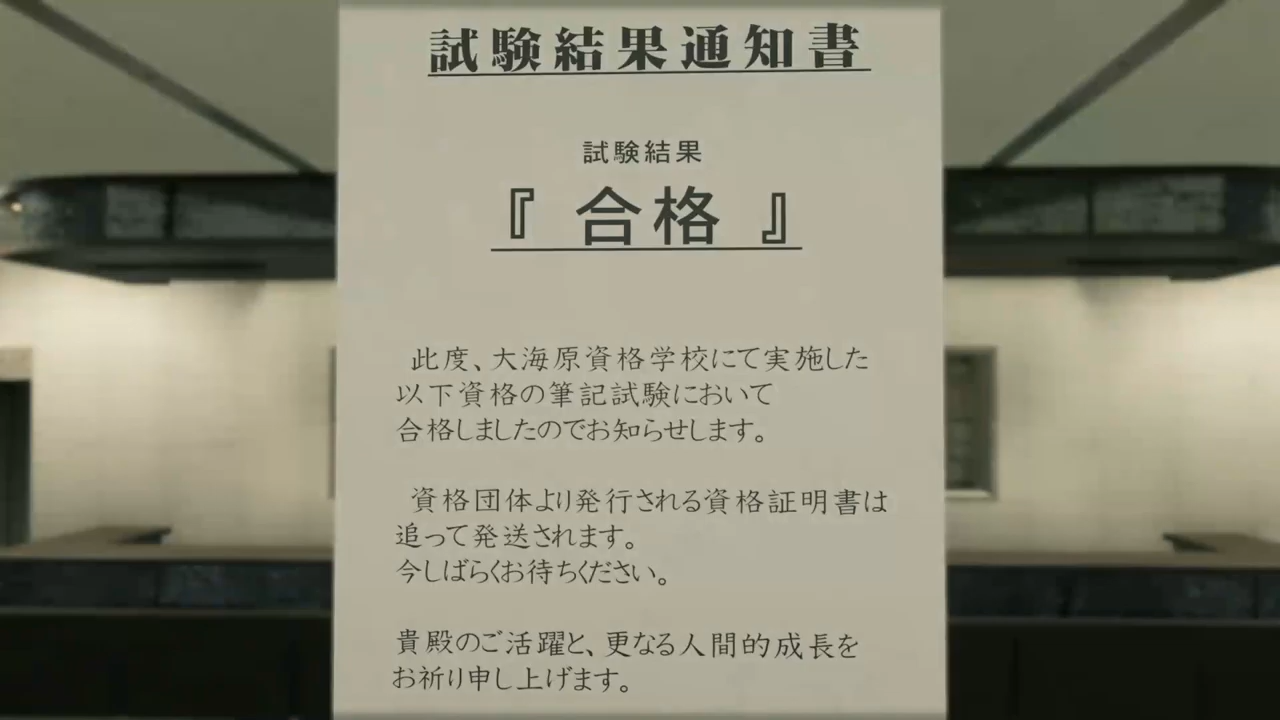 試験結果通知書
試験結果
『 合格 』
此度、大海原資格学校にて実施した
以下資格の筆記試験において
合格しましたのでお知らせします。
資格団体より発行される資格証明書は
追って発送されます。
今しばらくお待ちください。
貴殿のご活躍と、更なる人間的成長を
お祈り申し上げます。